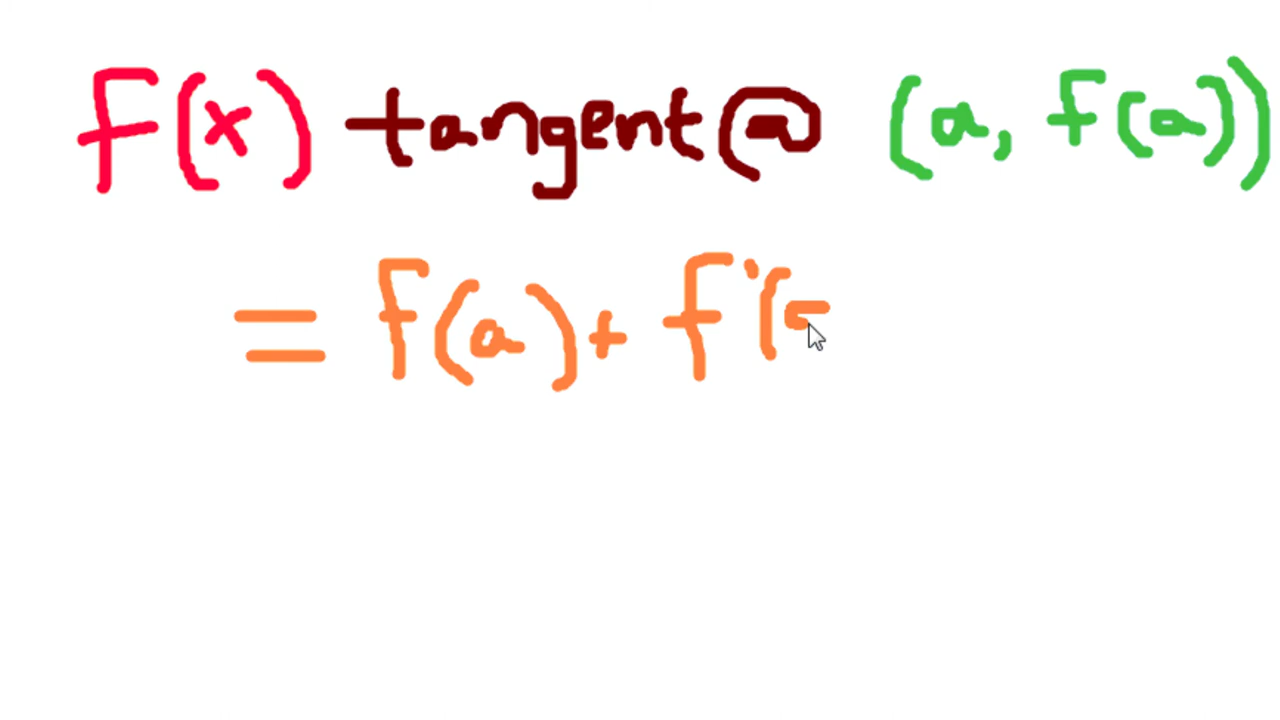 f(x) tangent @ (a, f(a))
= f(a) + f'(